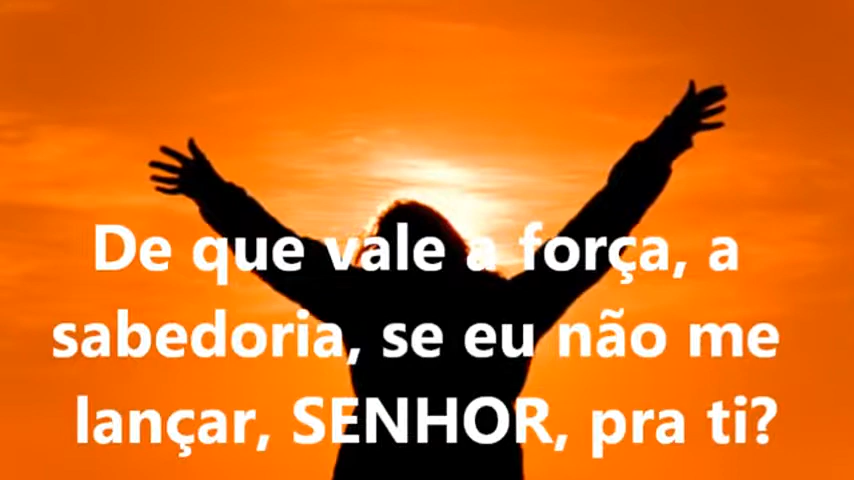 De que vale a força, a
sabedoria, se eu não me
lançar, SENHOR, pra ti?